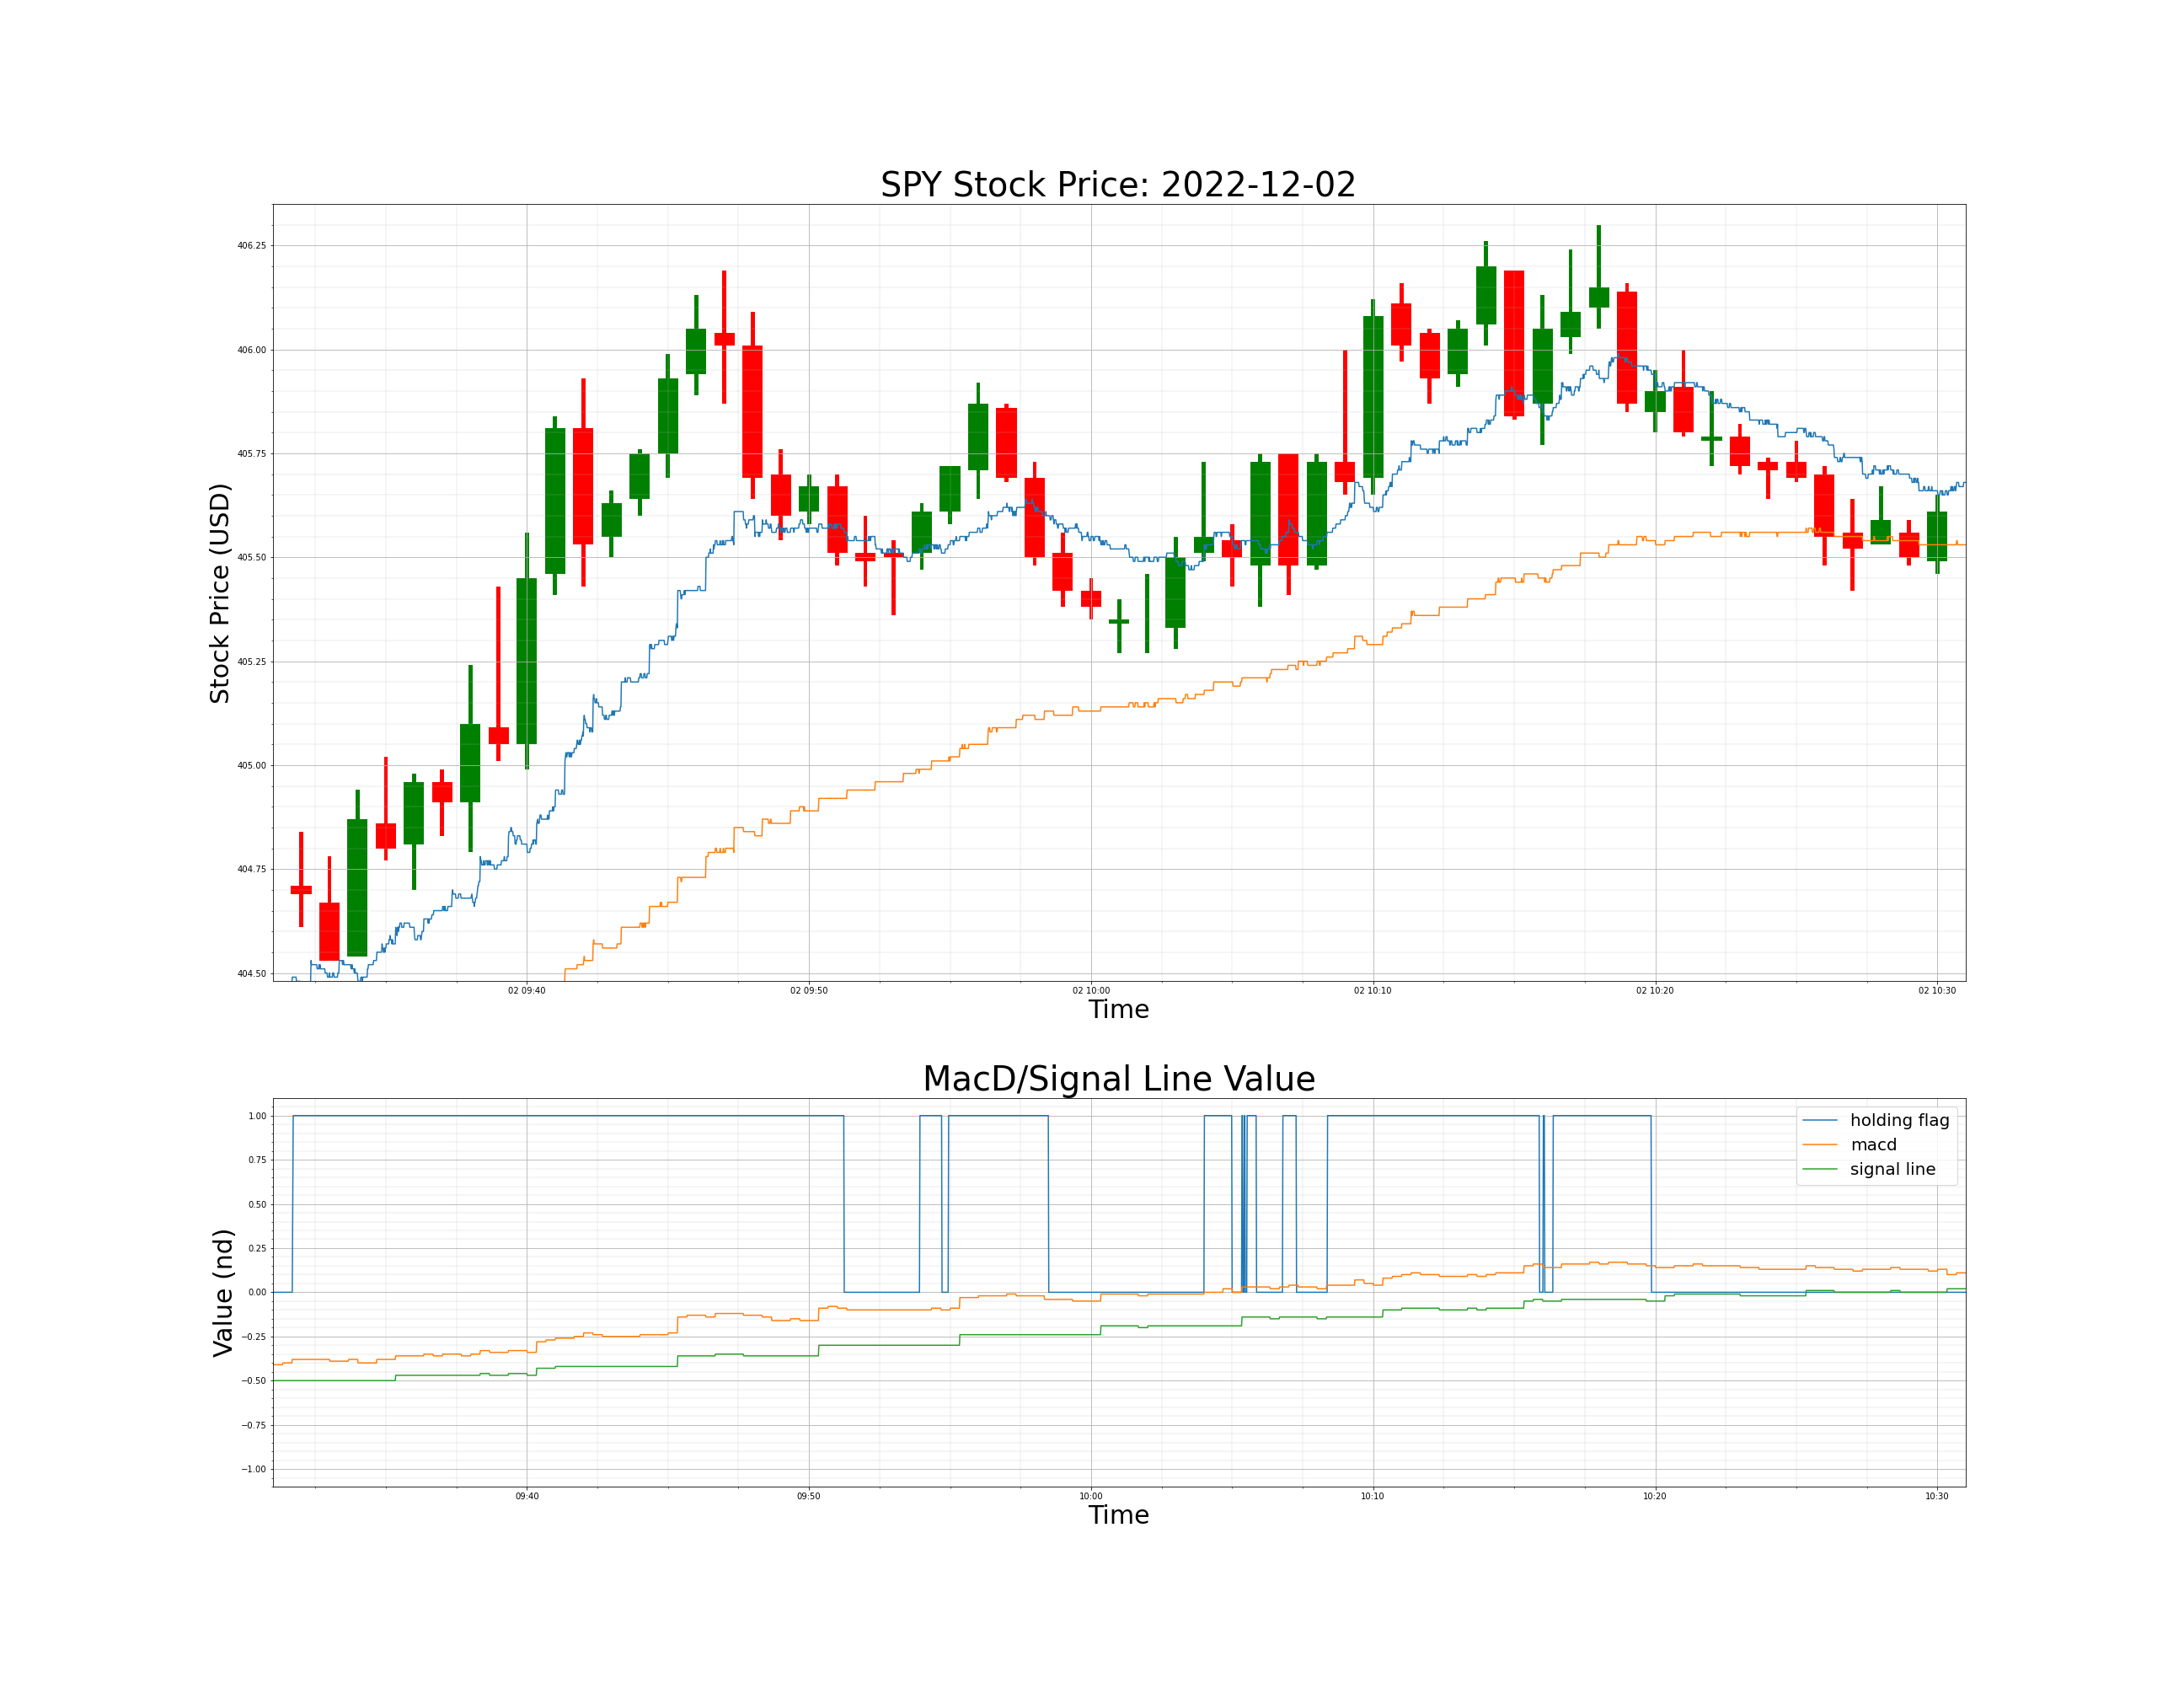 SPY Stock Price: 2022-12-02
406.25
406.00
405.75
405.50
405.25
405.00
404.75
404.50
Stock Price (USD)
02 09:40 02 09:50 02 10:00 02 10:10 02 10:20 02 10:30
Time
MacD/Signal Line Value
1.00
0.75
0.50
0.25
0.00
−0.25
−0.50
−0.75
−1.00
Value (nd)
holding flag
macd
signal line
09:40 09:50 10:00 10:10 10:20 10:30
Time